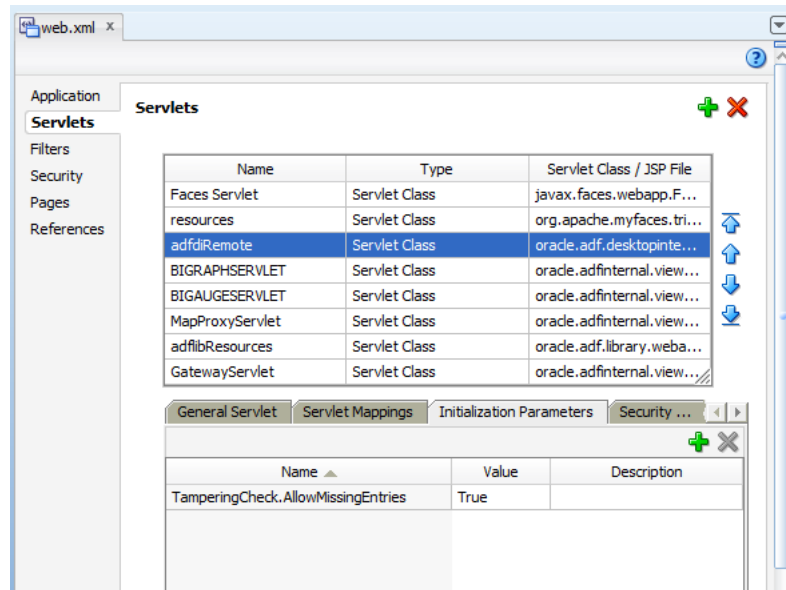 web.xml x
Application
Servlets
Filters
Security
Pages
References
Servlets
Name Type Servlet Class / JSP File
Faces Servlet Servlet Class javax.faces.webapp.F...
resources Servlet Class org.apache.myfaces.tri...
adfdiRemote Servlet Class oracle.adf.desktopinte...
BIGRAPHSERVLET Servlet Class oracle.adfinternal.view...
BIGAUGESERVLET Servlet Class oracle.adfinternal.view...
MapProxyServlet Servlet Class oracle.adfinternal.view...
adflibResources Servlet Class oracle.adf.library.weba...
GatewayServlet Servlet Class oracle.adfinternal.view...
General Servlet Servlet Mappings Initialization Parameters Security ...
Name Value Description
TamperingCheck.AllowMissingEntries True